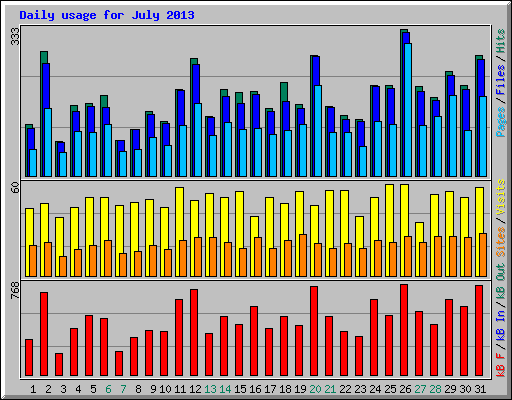 Daily usage for July 2013
333
Pages / Files / Hits
60
Sites / Visits
768
kB F / kB In / kB Out
1 2 3 4 5 6 7 8 9 10 11 12 13 14 15 16 17 18 19 20 21 22 23 24 25 26 27 28 29 30 31